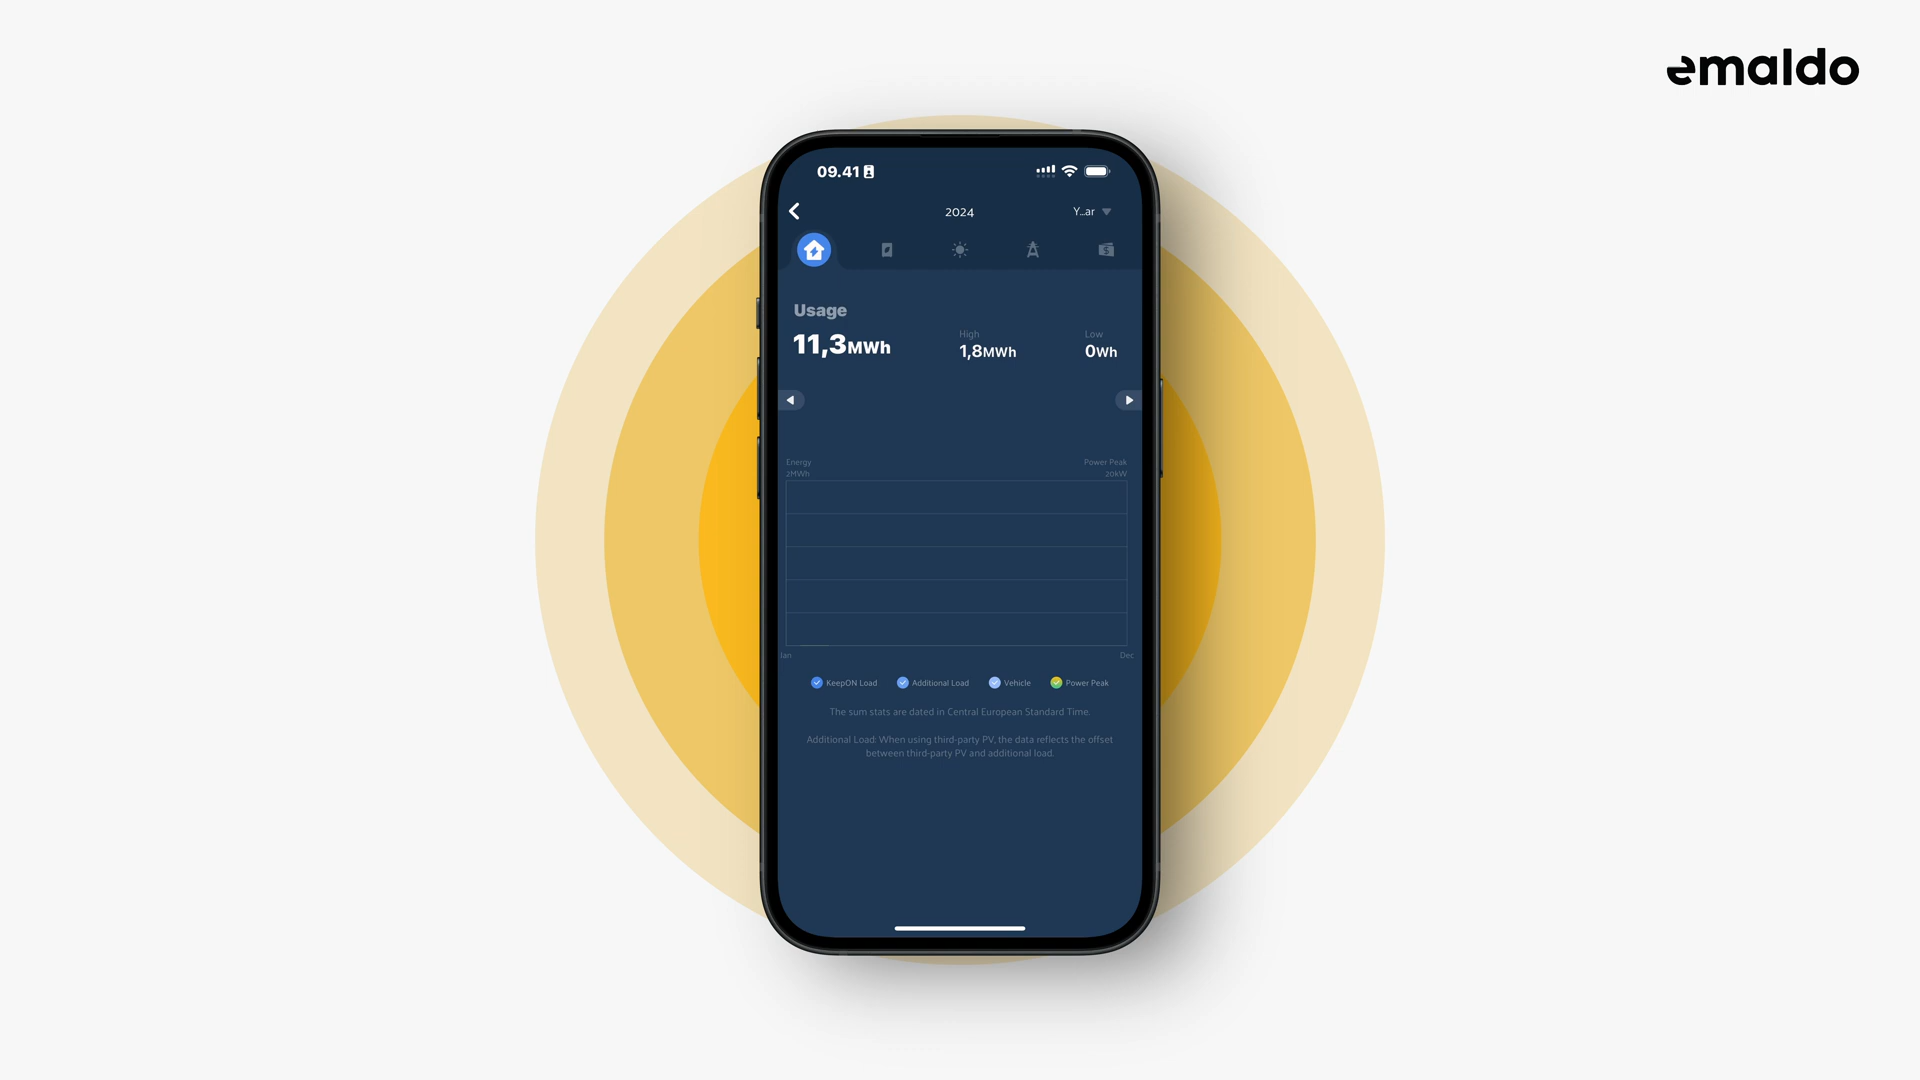 emaldo
09.41
2024
Y...ar
Usage
11,3MWh
High
1,8MWh
Low
0Wh
Energy
2MWh
Power Peak
20kW
Jan
Dec
KeepON Load
Additional Load
Vehicle
Power Peak
The sum stats are dated in Central European Standard Time.
Additional Load: When using third-party PV, the data reflects the offset
between third-party PV and additional load.